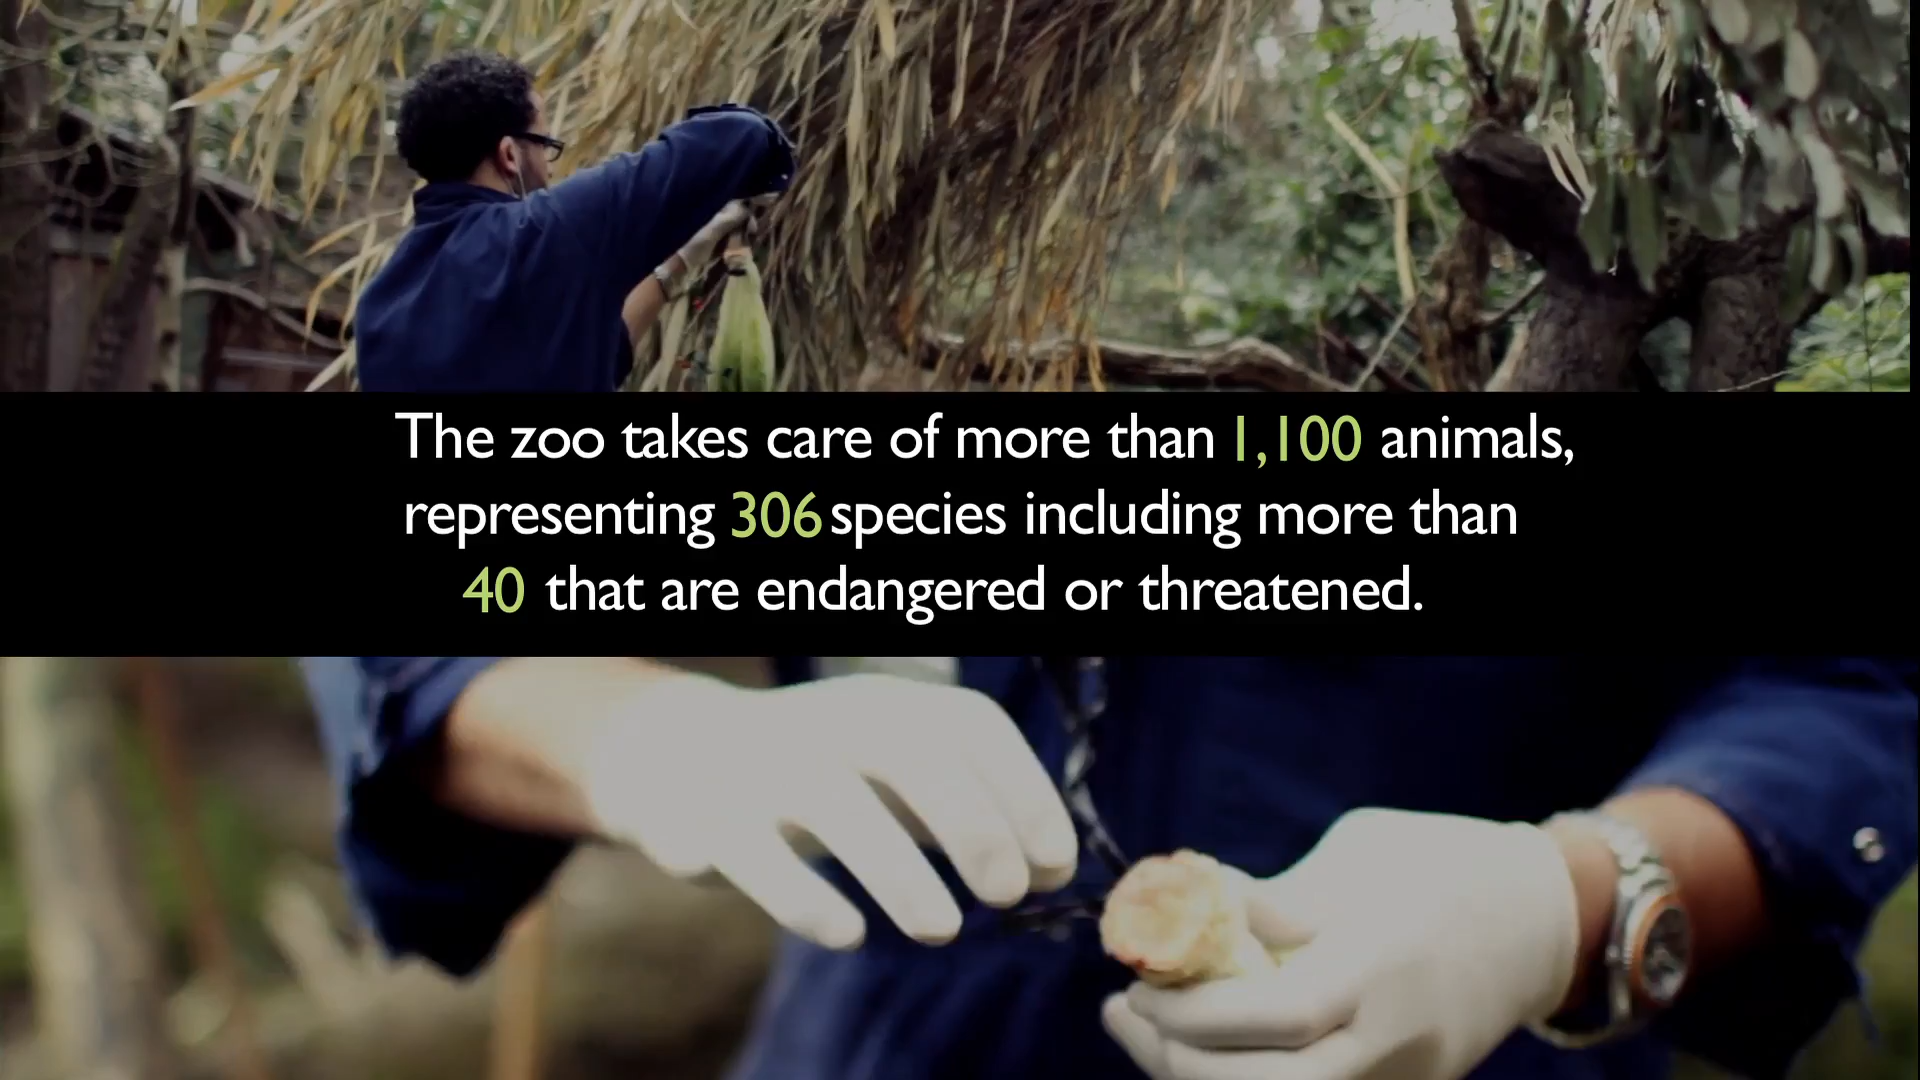 The zoo takes care of more than 1,100 animals,
representing 306 species including more than
40 that are endangered or threatened.